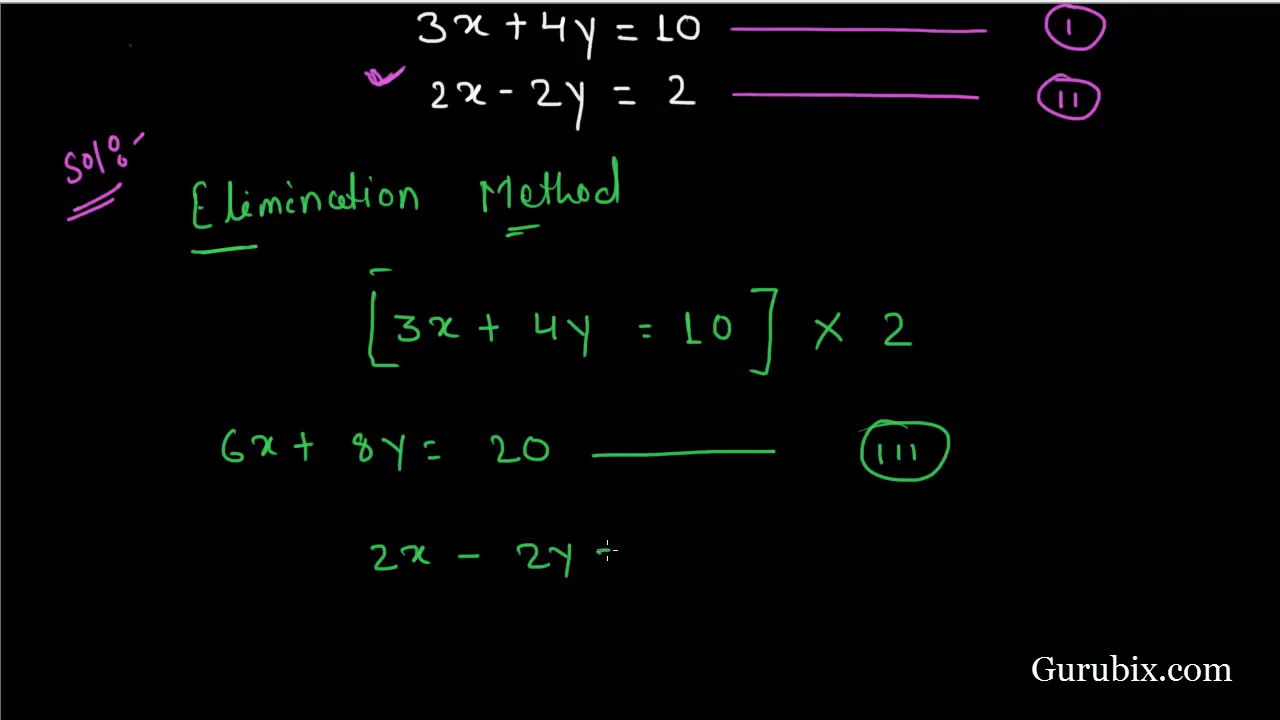 3x + 4y = 10 ——— I
2x - 2y = 2 ——— II
Sol:-
Elimination Method
[3x + 4y = 10] × 2
6x + 8y = 20 ——— III
2x - 2y =
Gurubix.com